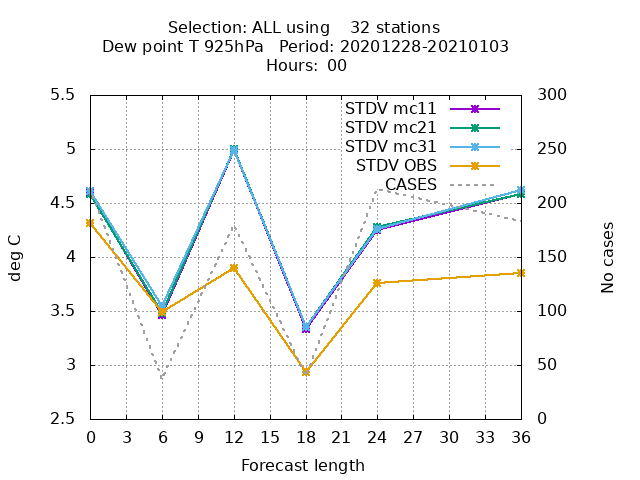 Selection: ALL using    32 stations
Dew point T 925hPa   Period: 20201228-20210103
Hours:  00
STDV mc11
STDV mc21
STDV mc31
STDV OBS
CASES
5.5
5
4.5
4
3.5
3
2.5
deg C
300
250
200
150
100
50
0
No cases
0 3 6 9 12 15 18 21 24 27 30 33 36
Forecast length